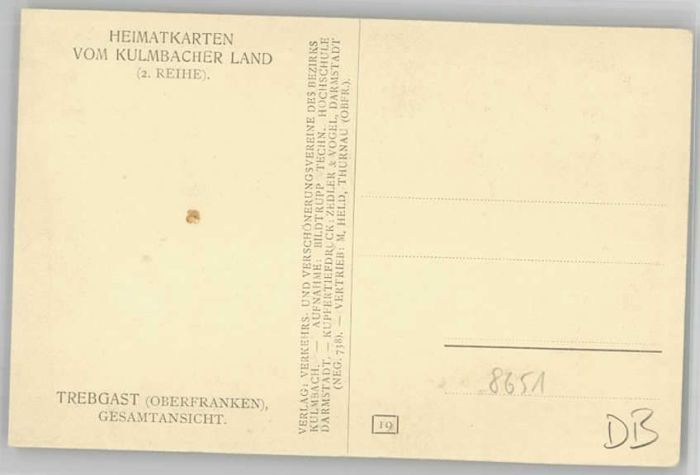 HEIMATKARTEN
VOM KULMBACHER LAND
(2. REIHE).
TREBGAST (OBERFRANKEN),
GESAMTANSICHT.
VERLAG: VERKEHRS- UND VERSCHÖNERUNGSVEREINE DES BEZIRKS
KULMBACH. — AUFNAHME: BILDTRUPP TECHN. HOCHSCHULE
DARMSTADT. — KUPFERTIEFDRUCK: ZEDLER & VOGEL, DARMSTADT
(NEG. 738). — VERTRIEB: M. HELD, THURNAU (OBFR.).
8651
19
DB